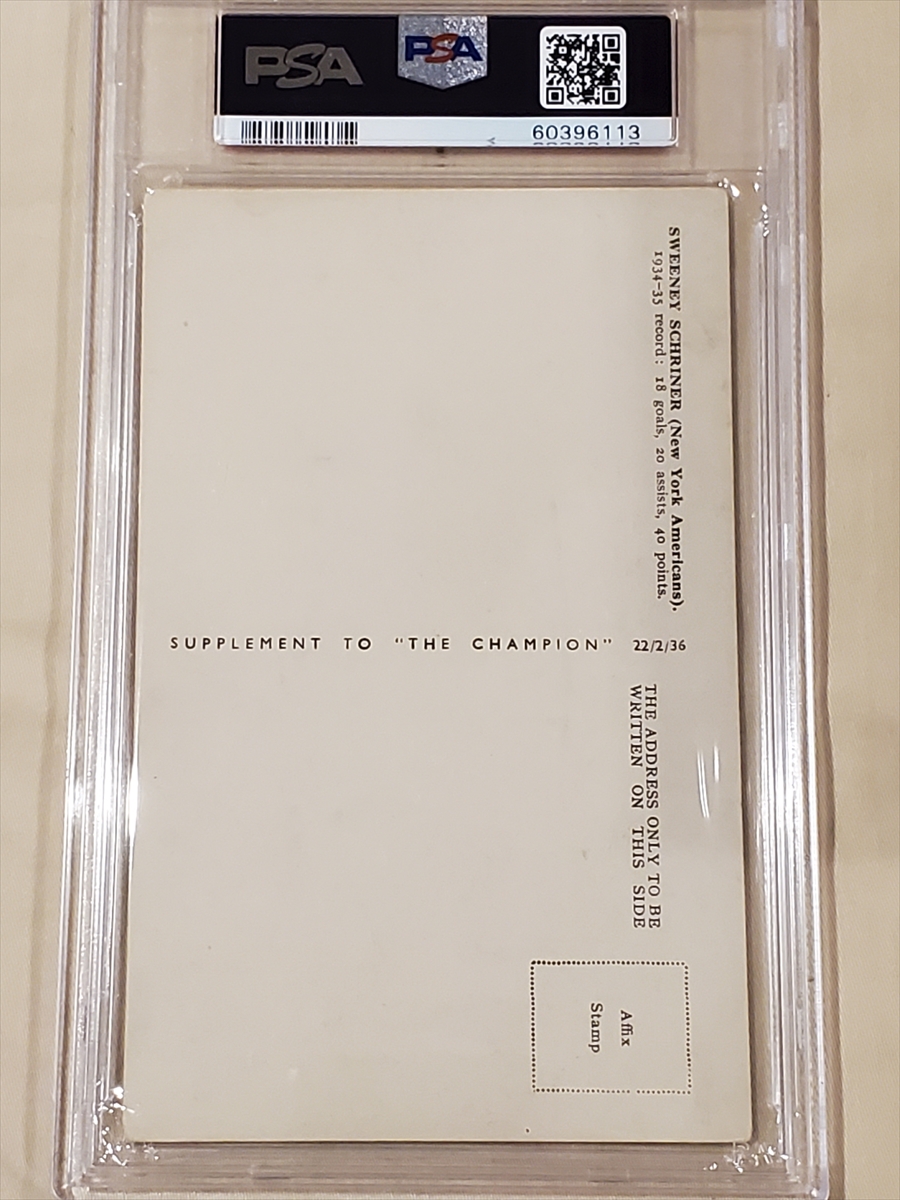 PSA
PSA
60396113
SWEENEY SCHRINER (New York Americans).
1934-35 record: 18 goals, 20 assists, 40 points.
SUPPLEMENT TO "THE CHAMPION" 22/2/36
THE ADDRESS ONLY TO BE
WRITTEN ON THIS SIDE
Affix
Stamp